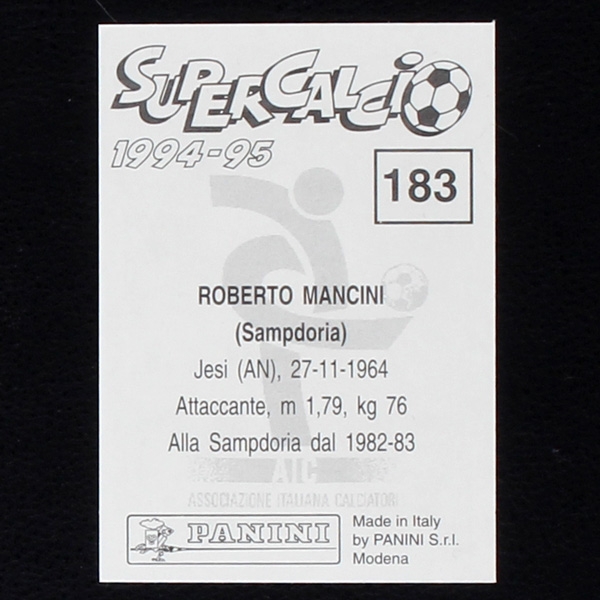 SUPERCALCIO
1994-95
183
ROBERTO MANCINI
(Sampdoria)
Jesi (AN), 27-11-1964
Attaccante, m 1,79, kg 76
Alla Sampdoria dal 1982-83
AIC
ASSOCIAZIONE ITALIANA CALCIATORI
PANINI
Made in Italy
by PANINI S.r.l.
Modena